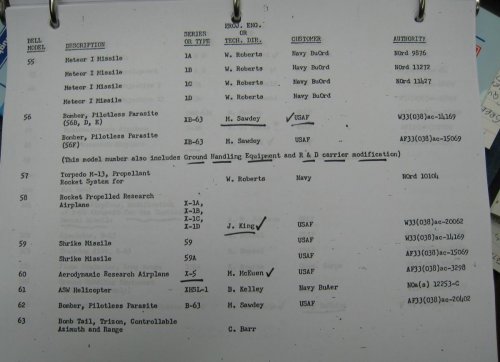 BELL MODEL DESCRIPTION SERIES OR TYPE PROJ. ENG. OR TECH. DIR. CUSTOMER AUTHORITY
55 Meteor I Missile 1A W. Roberts Navy BuOrd NOrd 9876
Meteor I Missile 1B W. Roberts Navy BuOrd NOrd 13272
Meteor I Missile 1C W. Roberts Navy BuOrd NOrd 13427
Meteor I Missile 1D W. Roberts Navy BuOrd
56 Bomber, Pilotless Parasite (56B, D, E) XB-63 M. Sawdey USAF W33(038)ac-14169
Bomber, Pilotless Parasite (56F) XB-63 M. Sawdey USAF AF33(038)ac-15069
(This model number also includes Ground Handling Equipment and R & D carrier modification)
57 Torpedo M-13, Propellant Rocket System for W. Roberts Navy NOrd 10104
58 Rocket Propelled Research Airplane X-1A, X-1B, X-1C, X-1D J. King USAF W33(038)ac-20062
59 Shrike Missile 59 USAF W33(038)ac-14169
Shrike Missile 59A USAF AF33(038)ac-15069
60 Aerodynamic Research Airplane X-5 M. McEuen USAF AF33(038)ac-3298
61 ASW Helicopter XHSL-1 B. Kelley Navy BuAer NOa(s) 12253-C
62 Bomber, Pilotless Parasite B-63 M. Sawdey USAF AF33(038)ac-20402
63 Bomb Tail, Trizon, Controllable Azimuth and Range C. Barr